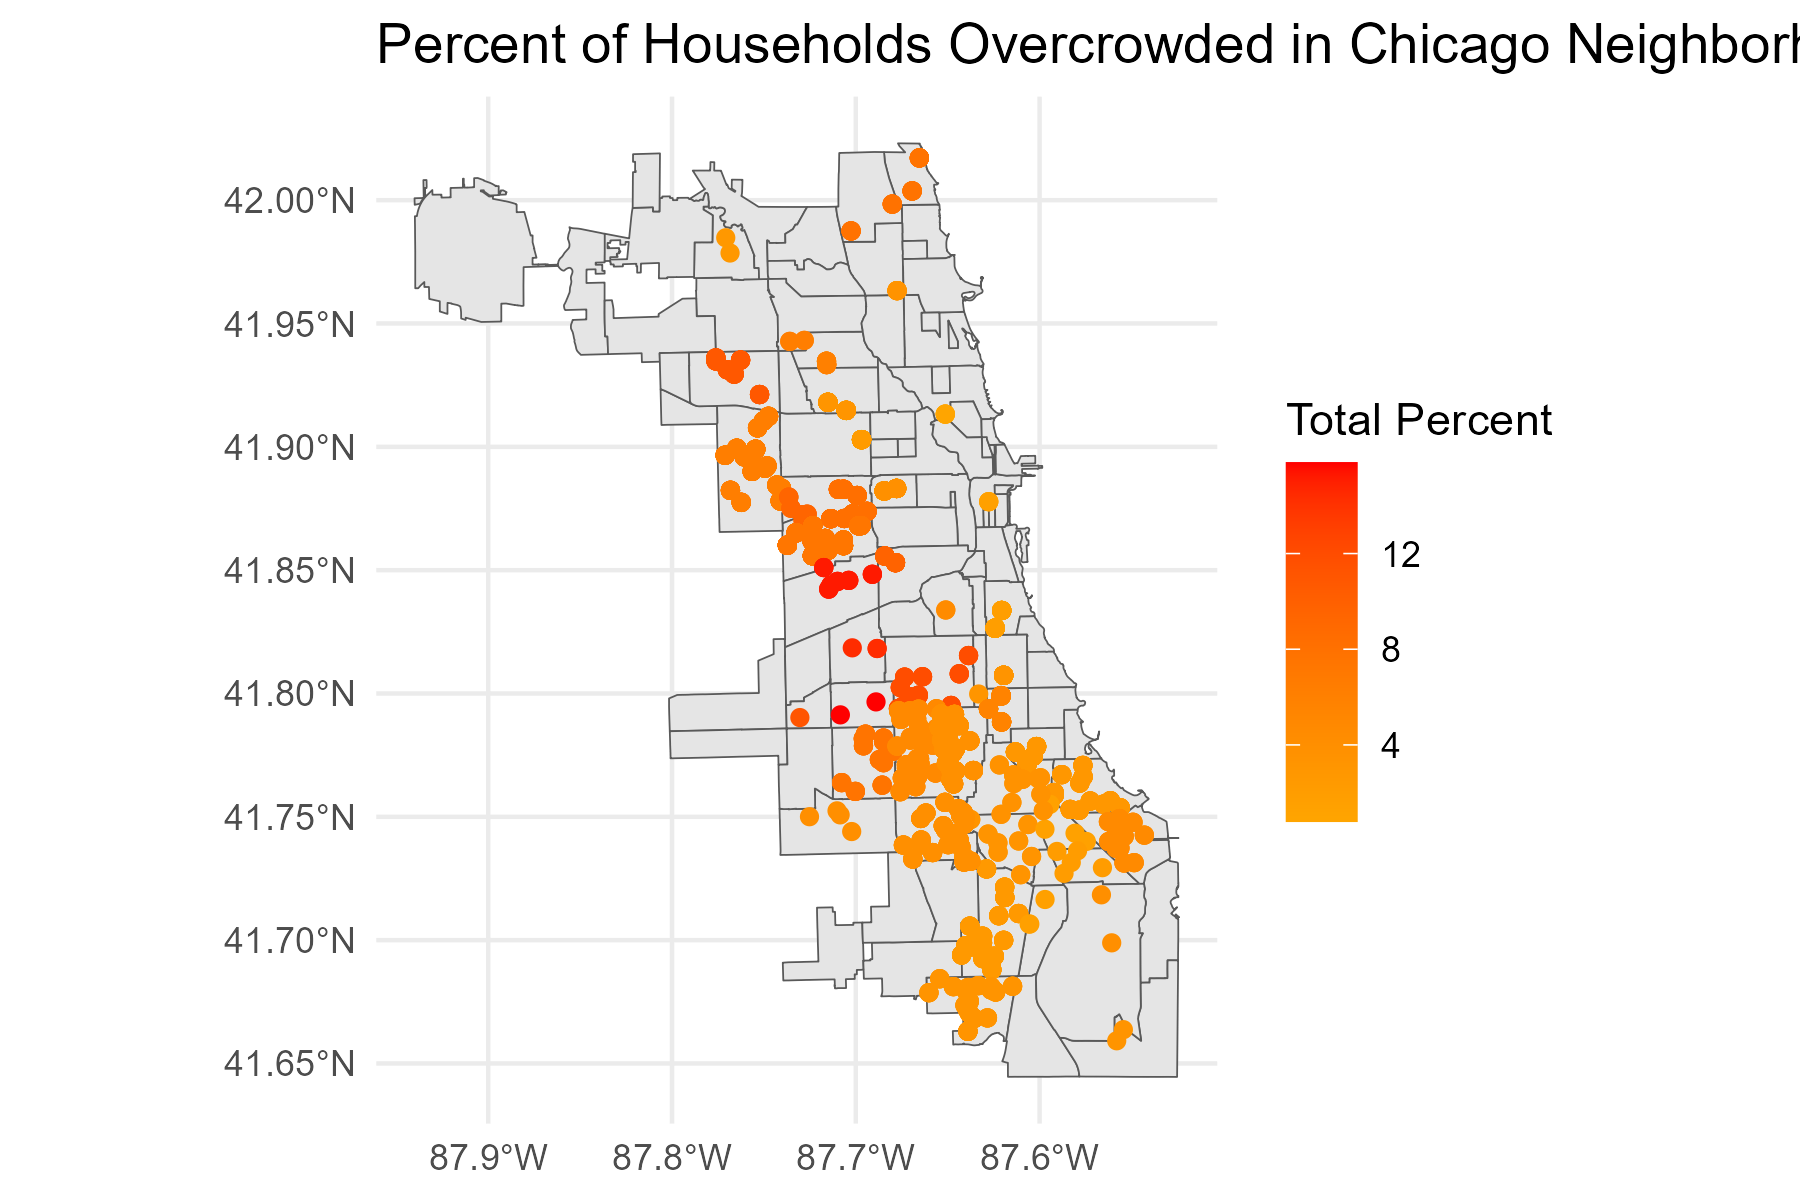 Percent of Households Overcrowded in Chicago Neighbor
42.00°N
41.95°N
41.90°N
41.85°N
41.80°N
41.75°N
41.70°N
41.65°N
87.9°W 87.8°W 87.7°W 87.6°W
Total Percent
12
8
4